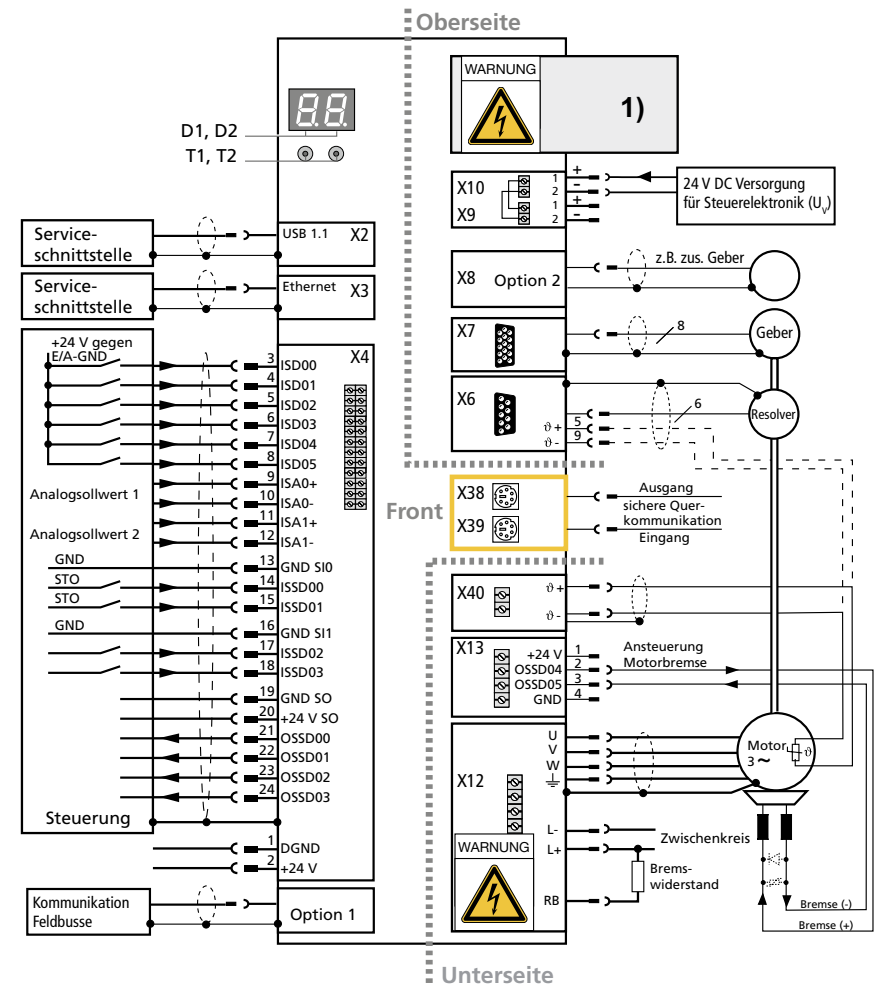 Oberseite
WARNUNG
1)
D1, D2
T1, T2
X10
X9
1
2
1
2
+
–
+
–
24 V DC Versorgung
für Steuerelektronik (UV)
Service-
schnittstelle
USB 1.1 X2
X8 Option 2
z.B. zus. Geber
Service-
schnittstelle
Ethernet X3
X7
8
Geber
+24 V gegen
E/A-GND
X4
3 ISD00
4 ISD01
5 ISD02
6 ISD03
7 ISD04
8 ISD05
Analogsollwert 1
9 ISA0+
10 ISA0-
Analogsollwert 2
11 ISA1+
12 ISA1-
GND 13 GND SI0
STO 14 ISSD00
STO 15 ISSD01
GND 16 GND SI1
17 ISSD02
18 ISSD03
19 GND SO
20 +24 V SO
21 OSSD00
22 OSSD01
23 OSSD02
24 OSSD03
Steuerung
1 DGND
2 +24 V
Kommunikation
Feldbusse
Option 1
X6
6
Resolver
ϑ + 5
ϑ - 9
Front
X38
X39
Ausgang
sichere Quer-
kommunikation
Eingang
X40
ϑ +
ϑ -
X13
+24 V 1
OSSD04 2
OSSD05 3
GND 4
Ansteuerung
Motorbremse
X12
U
V
W
Motor
3 ~
ϑ
L-
L+
Zwischenkreis
WARNUNG
Brems-
widerstand
RB
Bremse (-)
Bremse (+)
Unterseite